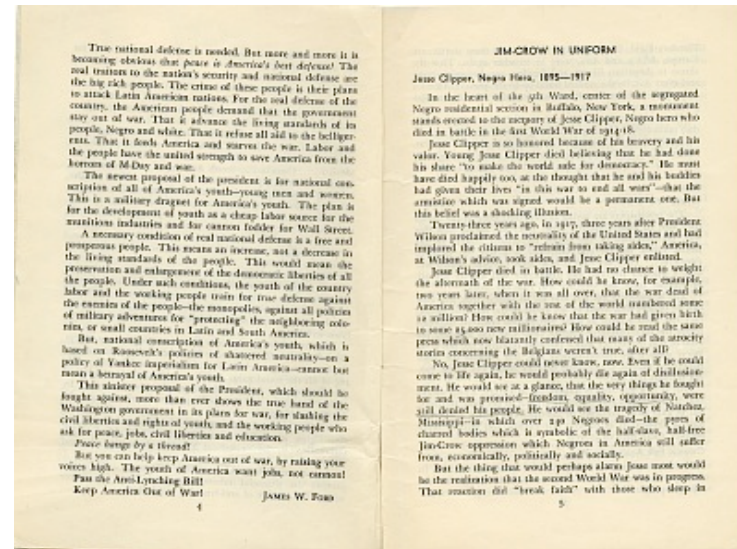 True national defense is needed. But more and more it is
becoming obvious that peace is America's best defense! The
real traitors to the nation's security and national defense are
the big rich people. The crime of these people is their plans
to attack Latin American nations. For the real defense of the
country, the American people demand that the government
stay out of war. That it advance the living standards of its
people, Negro and white. That it refuse all aid to the belliger-
ents. That it feeds America and starves the war. Labor and
the people have the united strength to save America from the
horrors of M-Day and war.
The newest proposal of the president is for national con-
scription of all of America's youth—young men and women.
This is a military dragnet for America's youth. The plan is
for the development of youth as a cheap labor source for the
munitions industries and for cannon fodder for Wall Street.
A necessary condition of real national defense is a free and
prosperous people. This means an increase, not a decrease in
the living standards of the people. This would mean the
preservation and enlargement of the democratic liberties of all
the people. Under such conditions, the youth of the country
labor and the working people train for true defense against
the enemies of the people—the monopolies, against all policies
of military adventures for "protecting" the neighboring colo-
nies, or small countries in Latin and South America.
But, national conscription of America's youth, which is
based on Roosevelt's policies of shattered neutrality—on a
policy of Yankee imperialism for Latin America—cannot but
mean a betrayal of America's youth.
This sinister proposal of the President, which should be
fought against, more than ever shows the true hand of the
Washington government in its plans for war, for slashing the
civil liberties and rights of youth, and the working people who
ask for peace, jobs, civil liberties and education.
Peace hangs by a thread!
But you can help keep America out of war, by raising your
voices high. The youth of America want jobs, not cannon!
Pass the Anti-Lynching Bill!
Keep America Out of War!
JAMES W. FORD
4
JIM-CROW IN UNIFORM
Jesse Clipper, Negro Hero, 1895—1917
In the heart of the 5th Ward, center of the segregated
Negro residential section in Buffalo, New York, a monument
stands erected to the memory of Jesse Clipper, Negro hero who
died in battle in the first World War of 1914-18.
Jesse Clipper is so honored because of his bravery and his
valor. Young Jesse Clipper died believing that he had done
his share "to make the world safe for democracy." He must
have died happily too, at the thought that he and his buddies
had given their lives "in this war to end all wars"—that the
armistice which was signed would be a permanent one. But
this belief was a shocking illusion.
Twenty-three years ago, in 1917, three years after President
Wilson proclaimed the neutrality of the United States and had
implored the citizens to "refrain from taking sides," America,
at Wilson's advice, took sides, and Jesse Clipper enlisted.
Jesse Clipper died in battle. He had no chance to weight
the aftermath of the war. How could he know, for example,
two years later, when it was all over, that the war dead of
America together with the rest of the world numbered some
million? How could he know that the war had given birth
to some new millionaires? How could he read the same
press which now blatantly confessed that many of the atrocity
stories concerning the Belgians weren't true, after all?
No, Jesse Clipper could never know, now. Even if he could
come to life again, he would probably die again of disillusion-
ment. He would see at a glance, that the very things he fought
for and was promised—freedom, equality, opportunity, were
still denied his people. He would see the tragedy of Natchez,
Mississippi—in which over Negroes died—the pyres of
charred bodies which is symbolic of the half-slave, half-free
Jim-Crow oppression which Negroes in America still suffer
from, economically, politically and socially.
But the thing that would perhaps alarm Jesse most would
be the realization that the second World War was in progress.
That reaction did "break faith" with those who sleep in
5